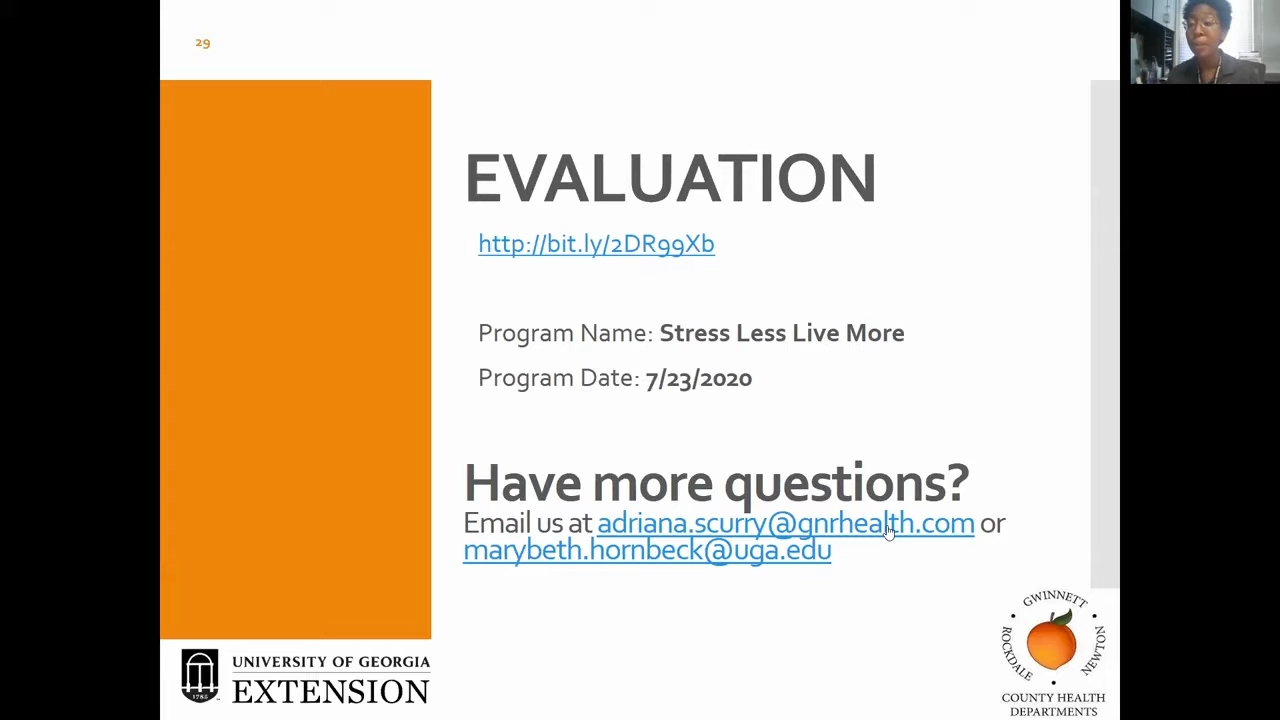 29
EVALUATION
http://bit.ly/2DR99Xb
Program Name: Stress Less Live More
Program Date: 7/23/2020
Have more questions?
Email us at adriana.scurry@gnrhealth.com or
marybeth.hornbeck@uga.edu
1785
UNIVERSITY OF GEORGIA
EXTENSION
GWINNETT
ROCKDALE
NEWTON
COUNTY HEALTH
DEPARTMENTS